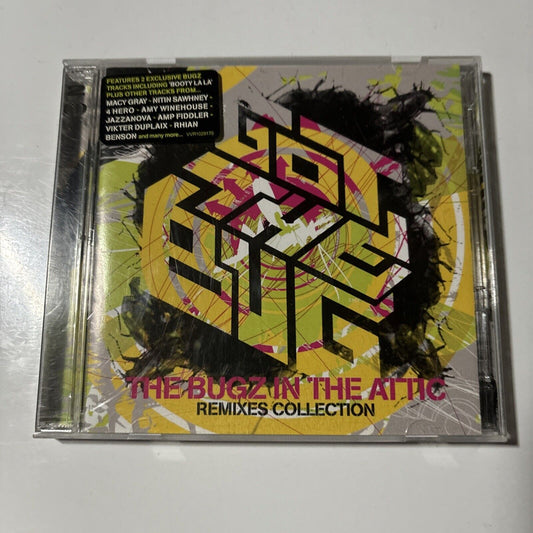 FEATURES 2 EXCLUSIVE BUGZ
TRACKS INCLUDING 'BOOTY LA LA'
PLUS OTHER TRACKS FROM...
MACY GRAY - NITIN SAWHNEY -
4 HERO - AMY WINEHOUSE -
JAZZANOVA - AMP FIDDLER -
VIKTER DUPLAIX - RHIAN
BENSON and many more...
THE BUGZ IN THE ATTIC
REMIXES COLLECTION